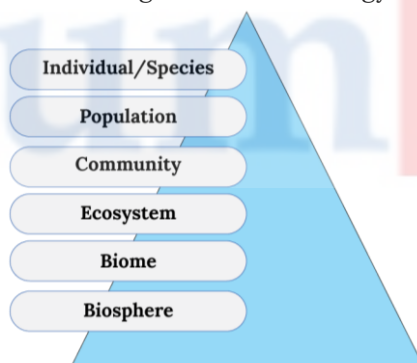 Individual/Species
Population
Community
Ecosystem
Biome
Biosphere